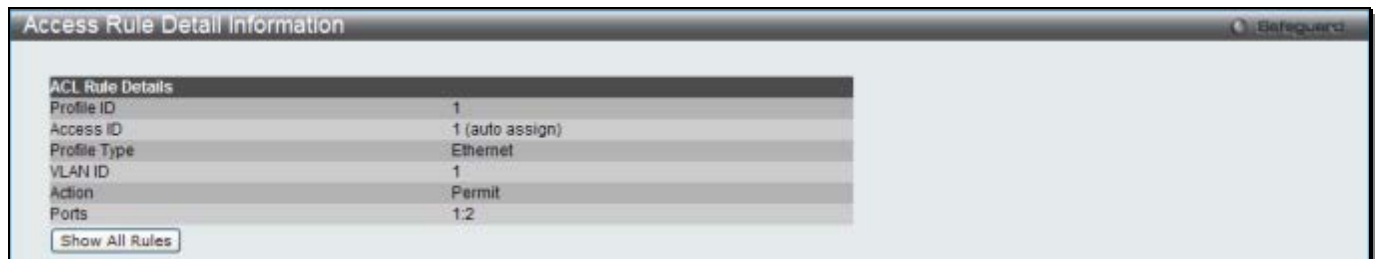 Access Rule Detail Information
Safeguard
ACL Rule Details
Profile ID 1
Access ID 1 (auto assign)
Profile Type Ethernet
VLAN ID 1
Action Permit
Ports 1:2
Show All Rules